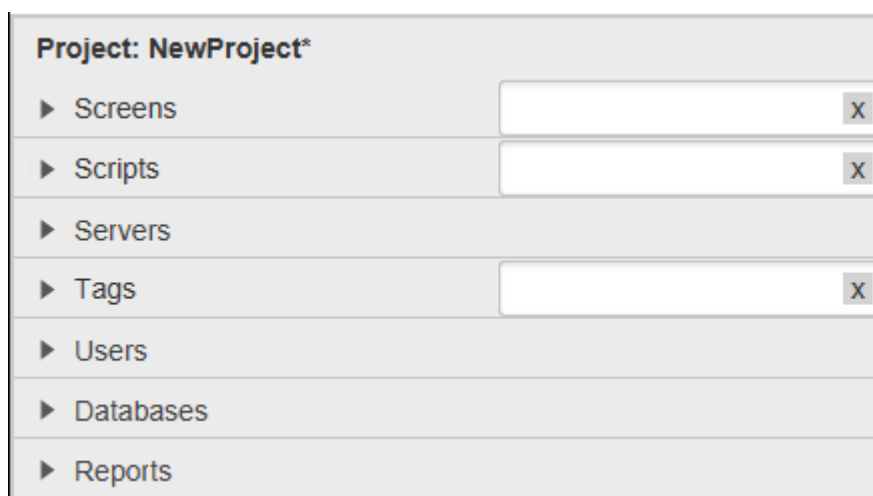 Project: NewProject*
Screens X
Scripts X
Servers
Tags X
Users
Databases
Reports